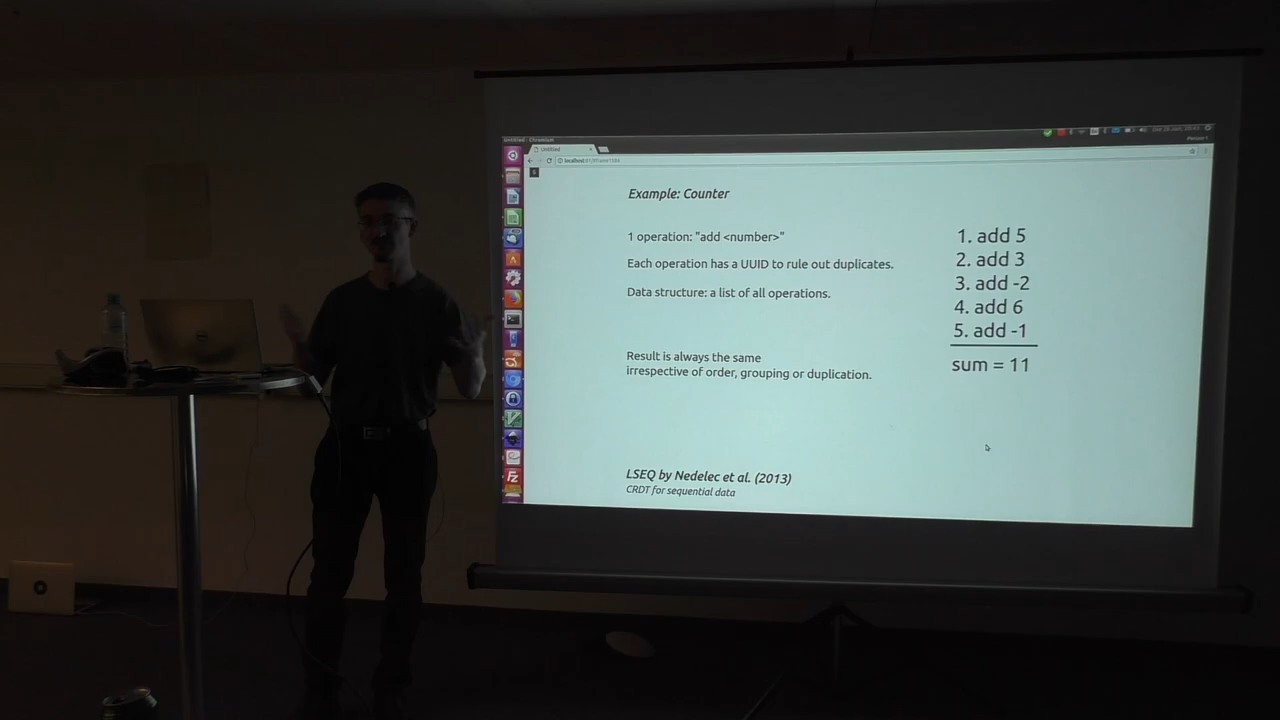 Untitled - Chromium
Untitled
Example: Counter
1 operation: "add <number>"
Each operation has a UUID to rule out duplicates.
Data structure: a list of all operations.
Result is always the same
irrespective of order, grouping or duplication.
1. add 5
2. add 3
3. add -2
4. add 6
5. add -1
sum = 11
LSEQ by Nedelec et al. (2013)
CRDT for sequential data